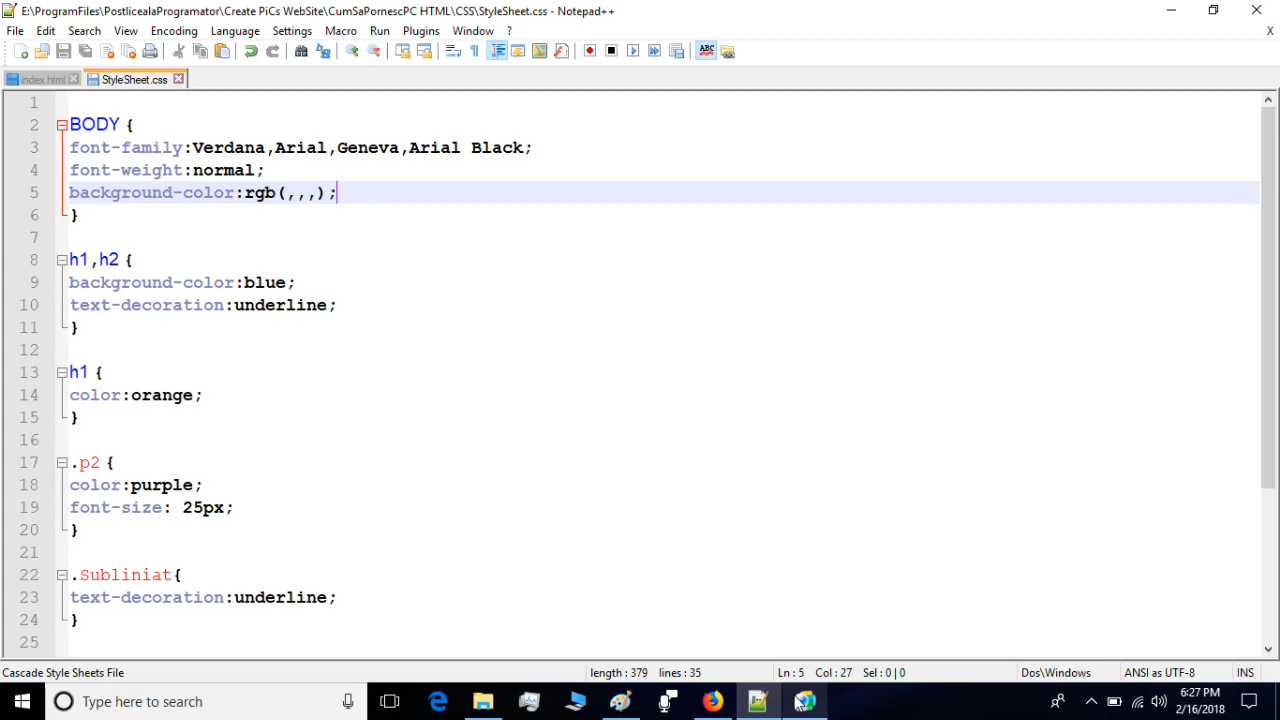 E:\ProgramFiles\PostlicealaProgramator\Create PiCs WebSite\CumSaPornescPC HTML\CSS\StyleSheet.css - Notepad++
File Edit Search View Encoding Language Settings Macro Run Plugins Window ? X
ABC
index.html StyleSheet.css
1
2 BODY {
3 font-family:Verdana,Arial,Geneva,Arial Black;
4 font-weight:normal;
5 background-color:rgb(,,,);
6 }
7
8 h1,h2 {
9 background-color:blue;
10 text-decoration:underline;
11 }
12
13 h1 {
14 color:orange;
15 }
16
17 .p2 {
18 color:purple;
19 font-size: 25px;
20 }
21
22 .Subliniat{
23 text-decoration:underline;
24 }
25
Cascade Style Sheets File length : 379 lines : 35 Ln : 5 Col : 27 Sel : 0 | 0 Dos\Windows ANSI as UTF-8 INS
Type here to search 6:27 PM
2/16/2018